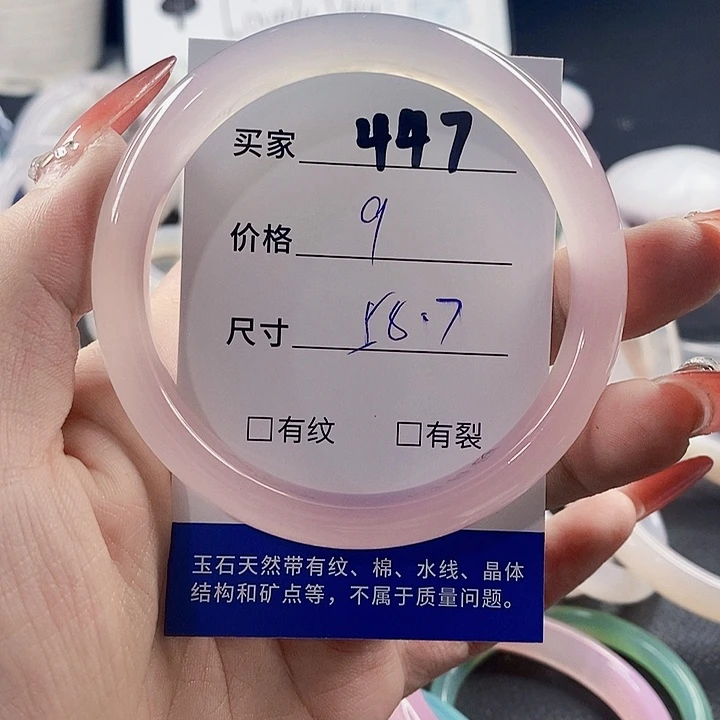 买家 447
价格 9
尺寸 58.7
□有纹 □有裂
玉石天然带有纹、棉、水线、晶体
结构和矿点等，不属于质量问题。